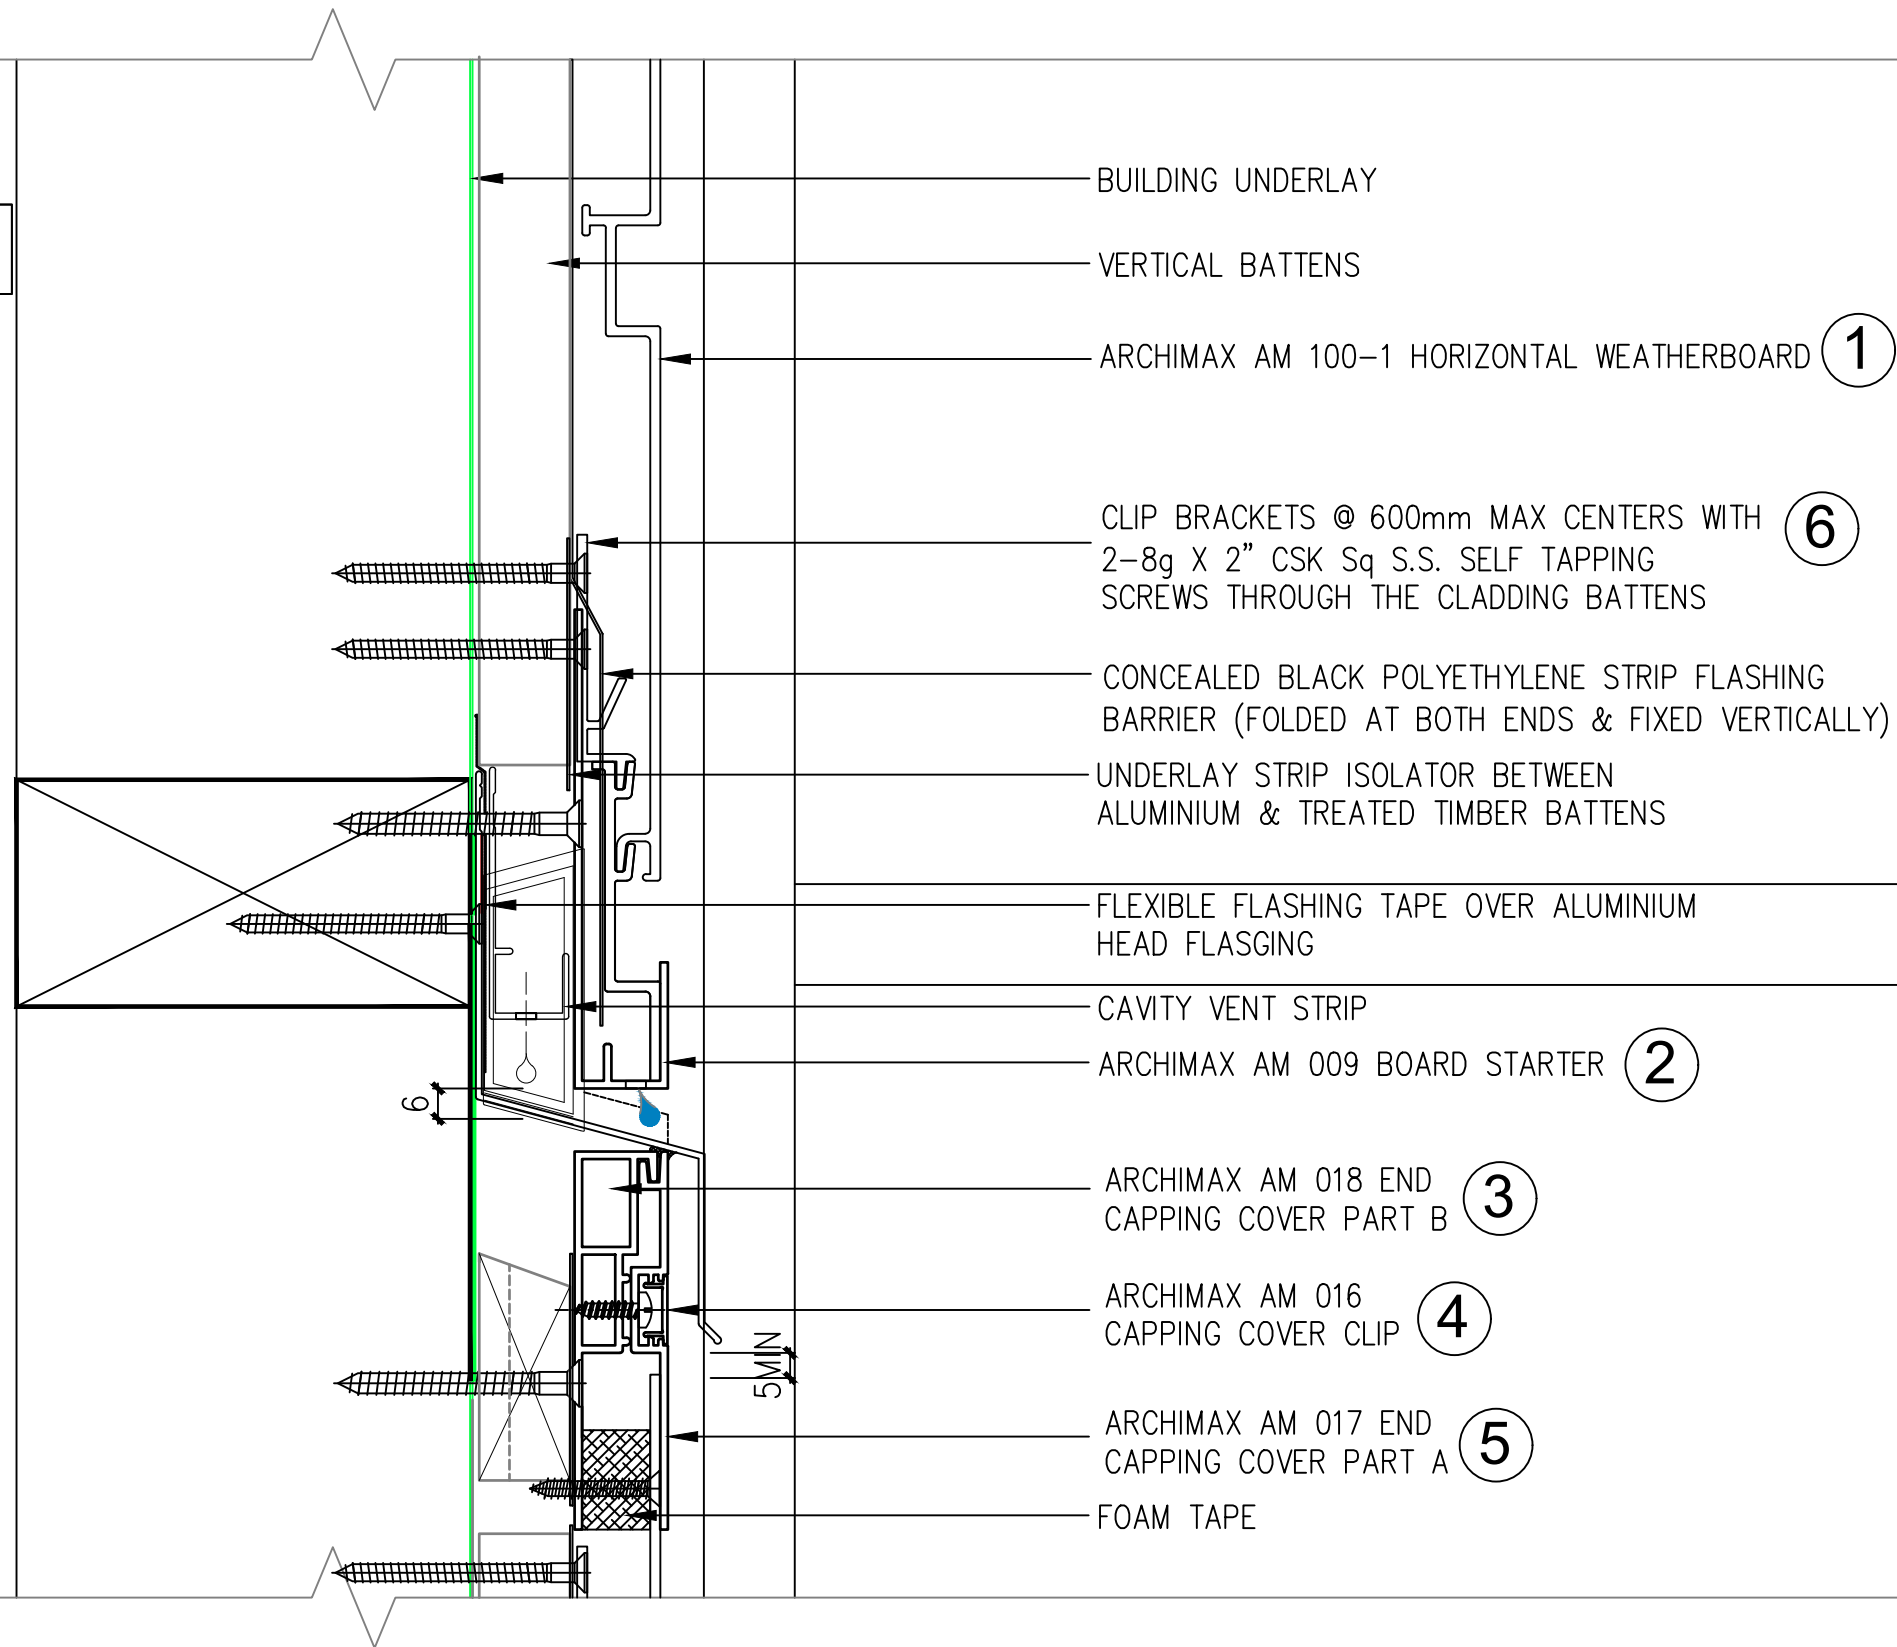 BUILDING UNDERLAY
VERTICAL BATTENS
ARCHIMAX AM 100-1 HORIZONTAL WEATHERBOARD 1
CLIP BRACKETS @ 600mm MAX CENTERS WITH 6
2-8g X 2" CSK Sq S.S. SELF TAPPING
SCREWS THROUGH THE CLADDING BATTENS
CONCEALED BLACK POLYETHYLENE STRIP FLASHING
BARRIER (FOLDED AT BOTH ENDS & FIXED VERTICALLY)
UNDERLAY STRIP ISOLATOR BETWEEN
ALUMINIUM & TREATED TIMBER BATTENS
FLEXIBLE FLASHING TAPE OVER ALUMINIUM
HEAD FLASGING
CAVITY VENT STRIP
ARCHIMAX AM 009 BOARD STARTER 2
6
ARCHIMAX AM 018 END
CAPPING COVER PART B 3
ARCHIMAX AM 016
CAPPING COVER CLIP 4
5MIN
ARCHIMAX AM 017 END
CAPPING COVER PART A 5
FOAM TAPE